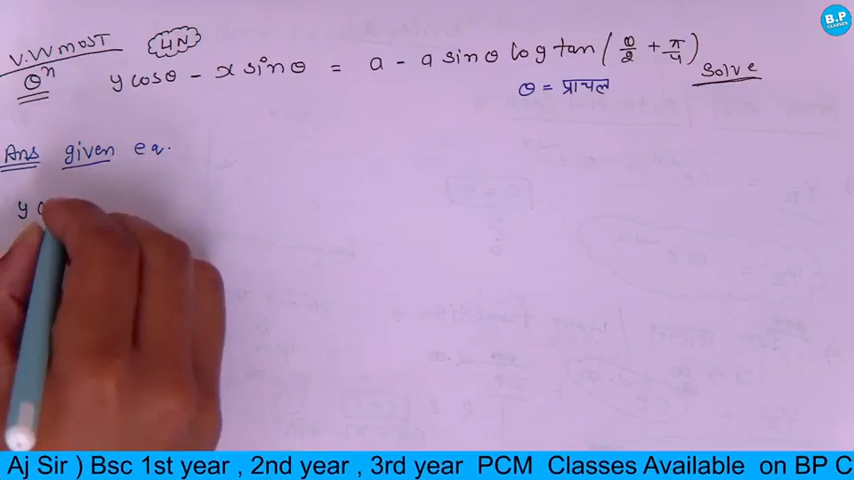 V.V most
Qⁿ 4N y cosθ - x sinθ = a - a sinθ log tan(θ/2 + π/4) Solve
θ = प्राचल
Ans given eq.
y c
B.P
CLASSES
Aj Sir ) Bsc 1st year , 2nd year , 3rd year PCM Classes Available on BP C